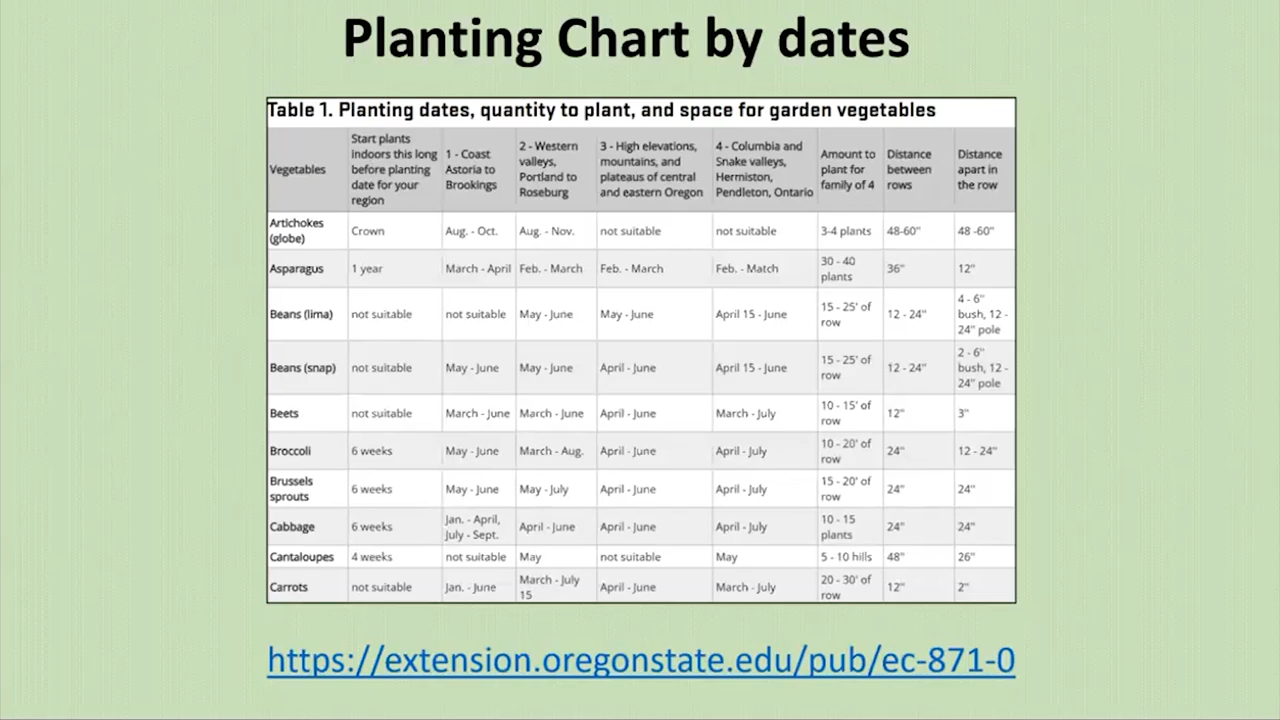 Planting Chart by dates
Table 1. Planting dates, quantity to plant, and space for garden vegetables
Vegetables | Start plants indoors this long before planting date for your region | 1 - Coast Astoria to Brookings | 2 - Western valleys, Portland to Roseburg | 3 - High elevations, mountains, and plateaus of central and eastern Oregon | 4 - Columbia and Snake valleys, Hermiston, Pendleton, Ontario | Amount to plant for family of 4 | Distance between rows | Distance apart in the row
Artichokes (globe) | Crown | Aug. - Oct. | Aug. - Nov. | not suitable | not suitable | 3-4 plants | 48-60" | 48 -60"
Asparagus | 1 year | March - April | Feb. - March | Feb. - March | Feb. - Match | 30 - 40 plants | 36" | 12"
Beans (lima) | not suitable | not suitable | May - June | May - June | April 15 - June | 15 - 25' of row | 12 - 24" | 4 - 6" bush, 12 - 24" pole
Beans (snap) | not suitable | May - June | May - June | April - June | April 15 - June | 15 - 25' of row | 12 - 24" | 2 - 6" bush, 12 - 24" pole
Beets | not suitable | March - June | March - June | April - June | March - July | 10 - 15' of row | 12" | 3"
Broccoli | 6 weeks | May - June | March - Aug. | April - June | April - July | 10 - 20' of row | 24" | 12 - 24"
Brussels sprouts | 6 weeks | May - June | May - July | April - June | April - July | 15 - 20' of row | 24" | 24"
Cabbage | 6 weeks | Jan. - April, July - Sept. | April - June | April - June | April - July | 10 - 15 plants | 24" | 24"
Cantaloupes | 4 weeks | not suitable | May | not suitable | May | 5 - 10 hills | 48" | 26"
Carrots | not suitable | Jan. - June | March - July 15 | April - June | March - July | 20 - 30' of row | 12" | 2"
https://extension.oregonstate.edu/pub/ec-871-0